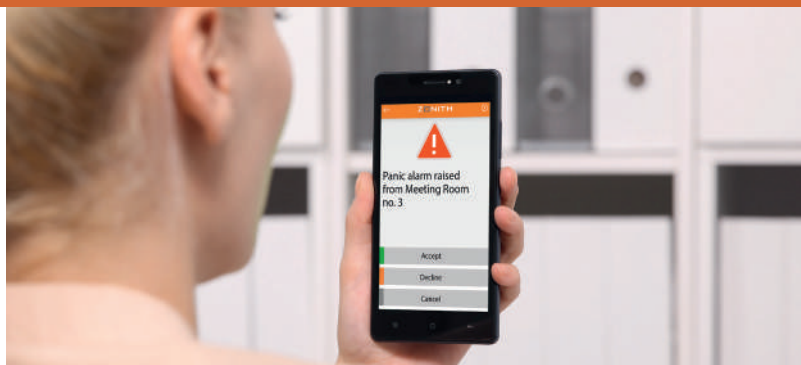 ZENITH
Panic alarm raised
from Meeting Room
no. 3
Accept
Decline
Cancel